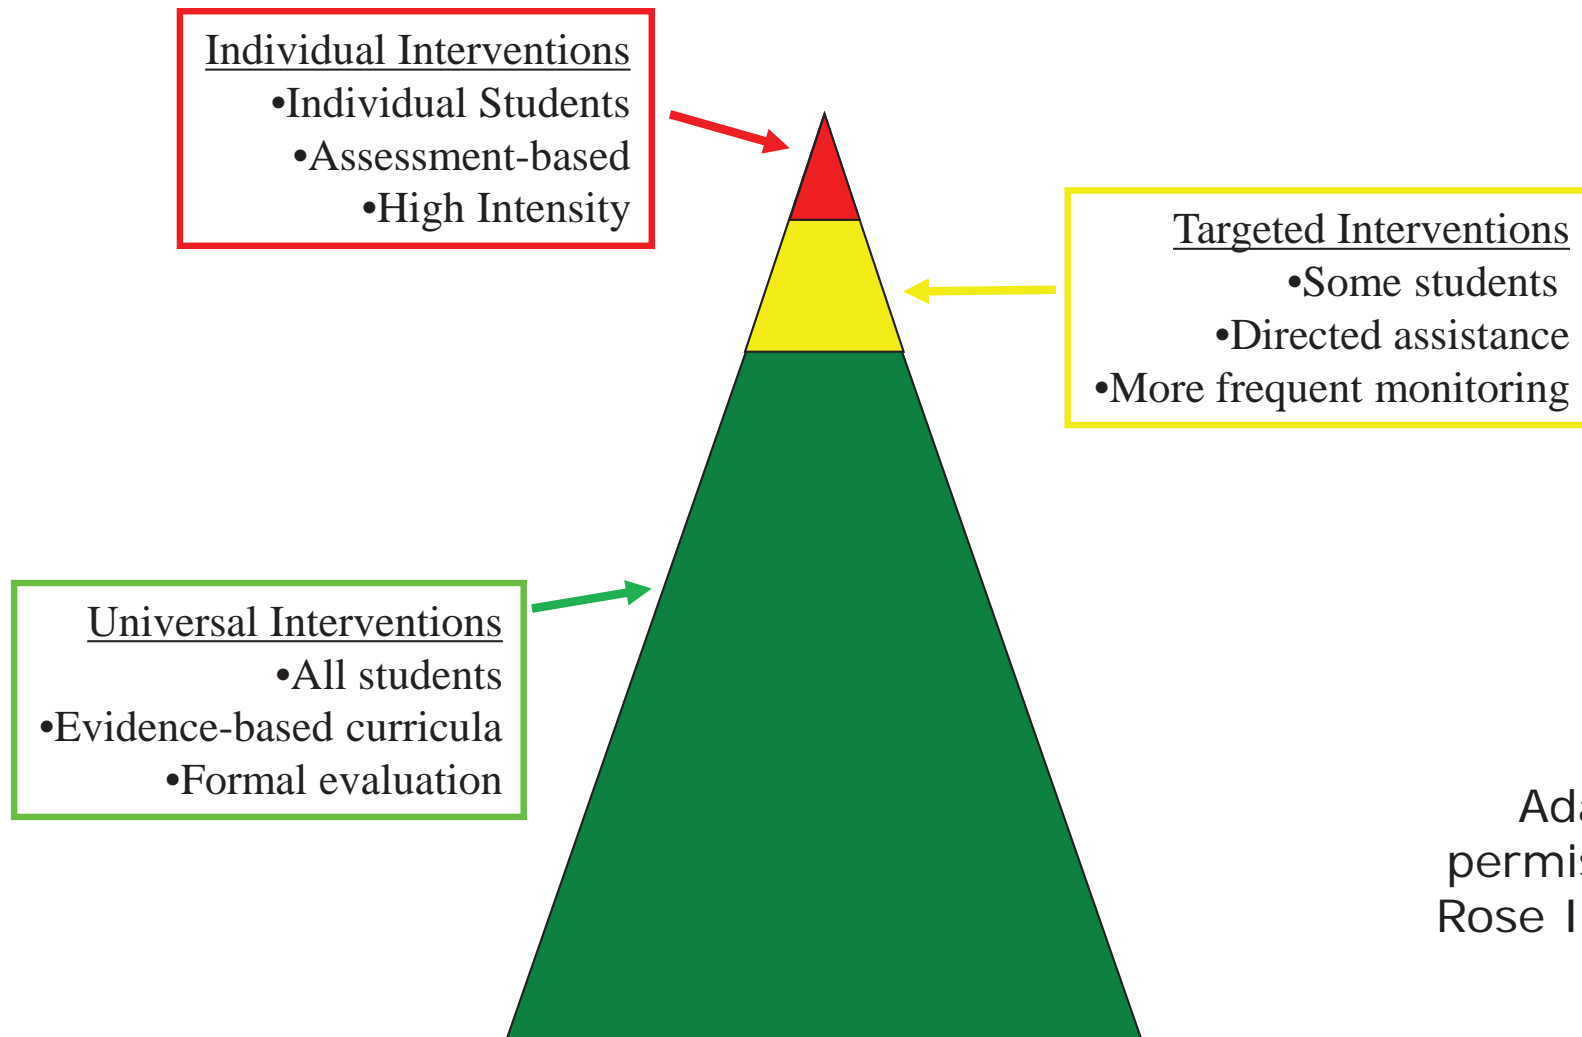 Individual Interventions
•Individual Students
•Assessment-based
•High Intensity
Targeted Interventions
•Some students
•Directed assistance
•More frequent monitoring
Universal Interventions
•All students
•Evidence-based curricula
•Formal evaluation
Rose